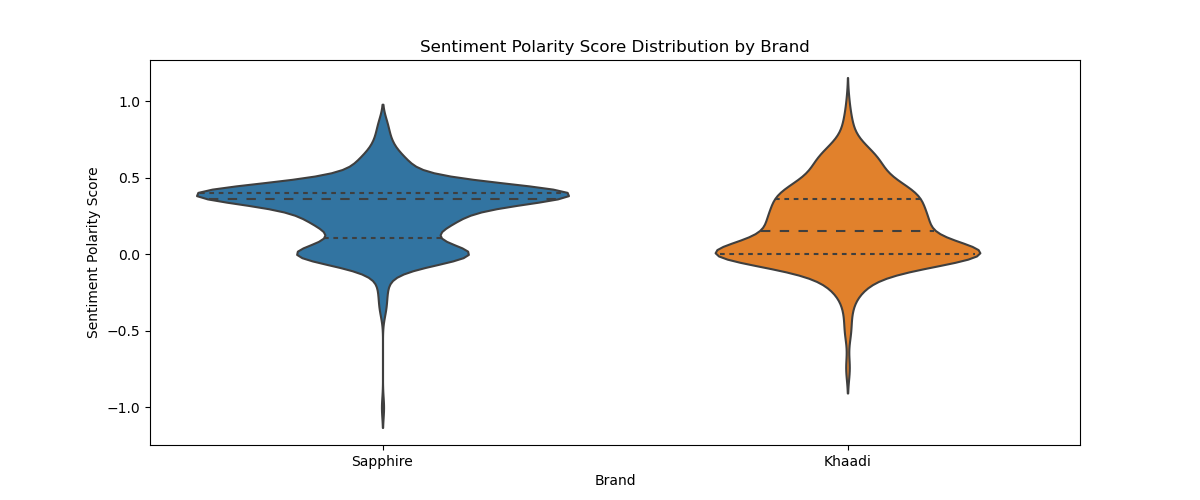 Sentiment Polarity Score Distribution by Brand
Sentiment Polarity Score
1.0
0.5
0.0
−0.5
−1.0
Sapphire
Khaadi
Brand